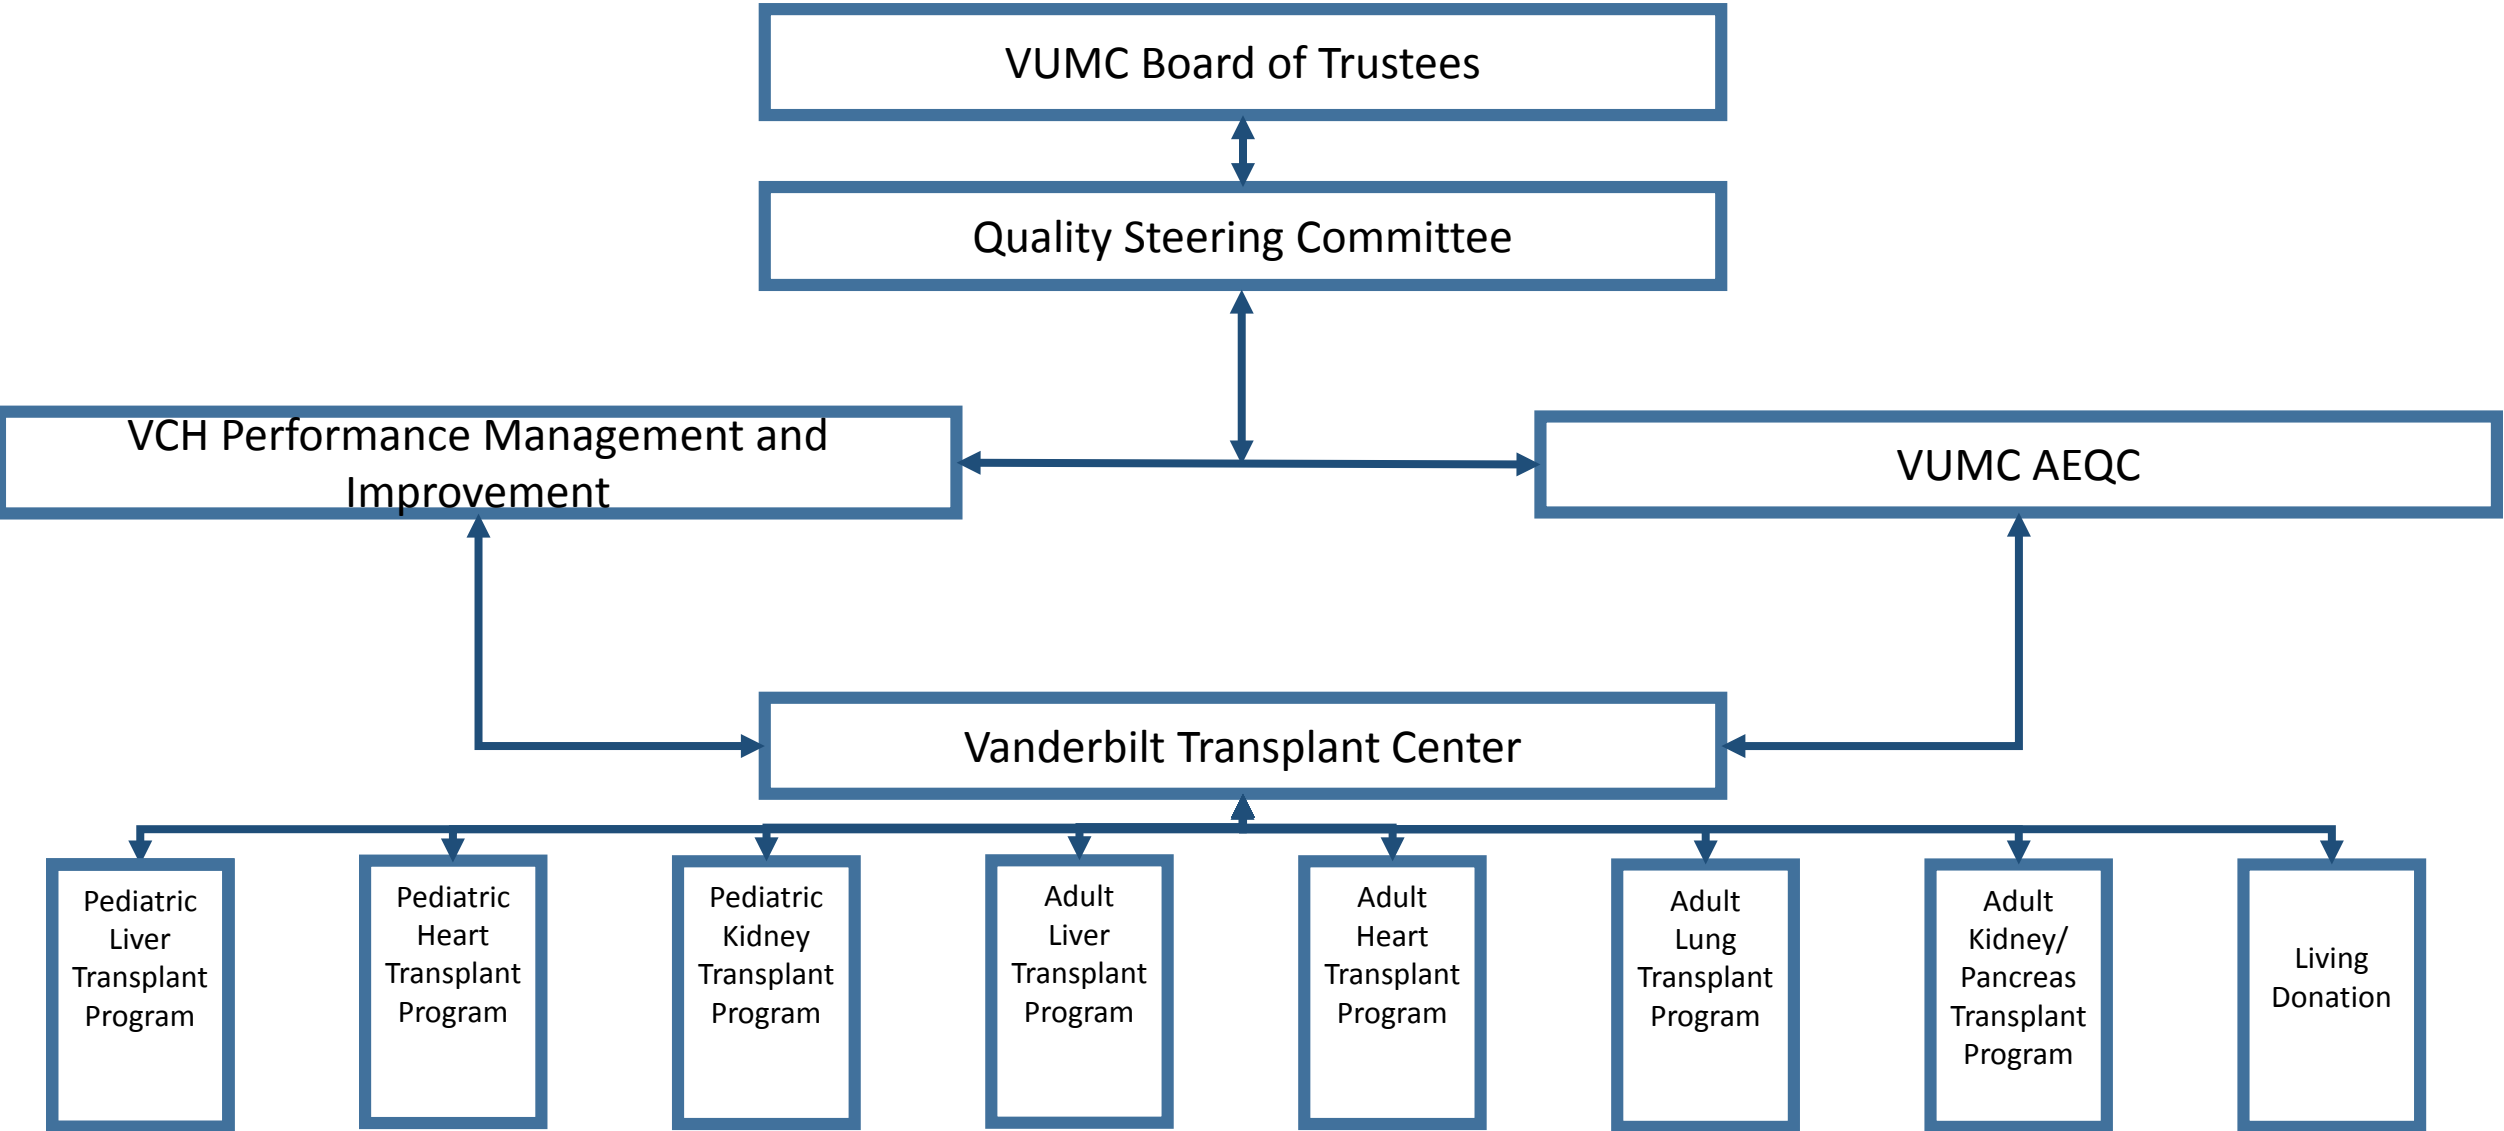 VUMC Board of Trustees
Quality Steering Committee
VCH Performance Management and
Improvement
VUMC AEQC
Vanderbilt Transplant Center
Pediatric
Liver
Transplant
Program
Pediatric
Heart
Transplant
Program
Pediatric
Kidney
Transplant
Program
Adult
Liver
Transplant
Program
Adult
Heart
Transplant
Program
Adult
Lung
Transplant
Program
Adult
Kidney/
Pancreas
Transplant
Program
Living
Donation